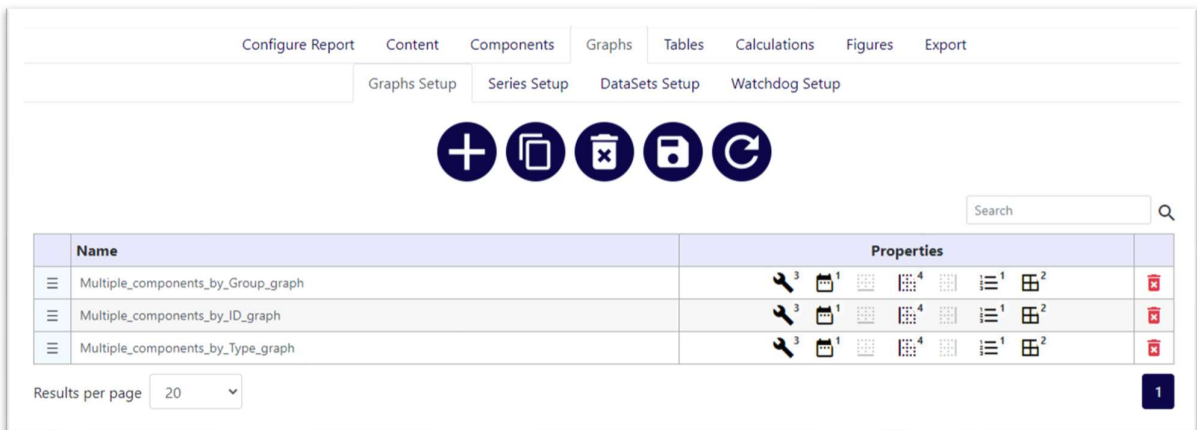 Configure Report Content Components Graphs Tables Calculations Figures Export
Graphs Setup Series Setup DataSets Setup Watchdog Setup
Search
Name Properties
Multiple_components_by_Group_graph 3 1 4 1 2
Multiple_components_by_ID_graph 3 1 4 1 2
Multiple_components_by_Type_graph 3 1 4 1 2
Results per page 20 1